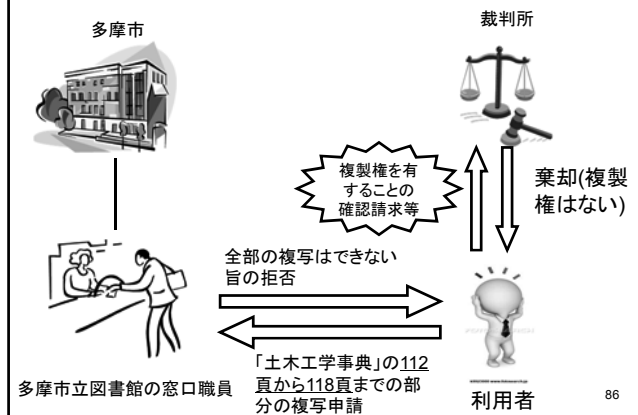 多摩市
裁判所
複製権を有
することの
確認請求等
棄却(複製
権はない)
全部の複写はできない
旨の拒否
「土木工学事典」の112
頁から118頁までの部
分の複写申請
多摩市立図書館の窓口職員
利用者
86